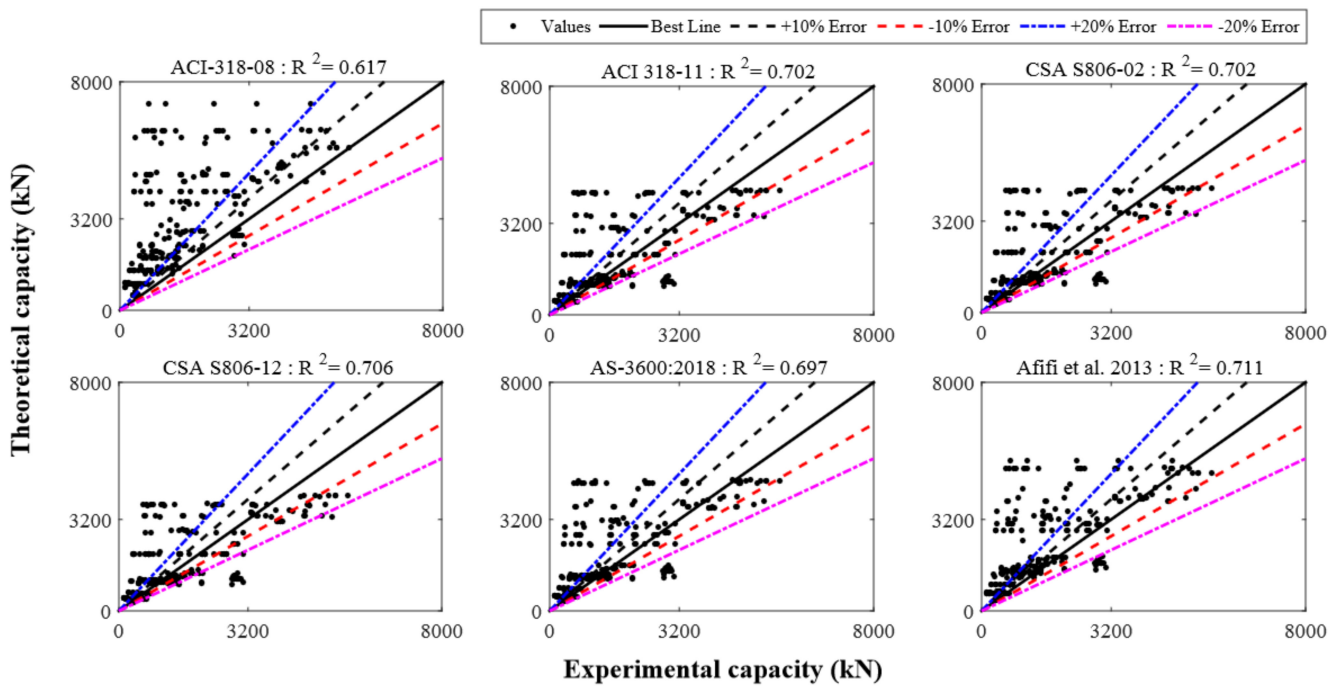 Values Best Line +10% Error -10% Error +20% Error -20% Error
ACI-318-08 : R 2 = 0.617
ACI 318-11 : R 2 = 0.702
CSA S806-02 : R 2 = 0.702
8000
3200
0
0 3200 8000
8000
3200
0
0 3200 8000
8000
3200
0
0 3200 8000
Theoretical capacity (kN)
CSA S806-12 : R 2 = 0.706
AS-3600:2018 : R 2 = 0.697
Afifi et al. 2013 : R 2 = 0.711
8000
3200
0
0 3200 8000
8000
3200
0
0 3200 8000
8000
3200
0
0 3200 8000
Experimental capacity (kN)